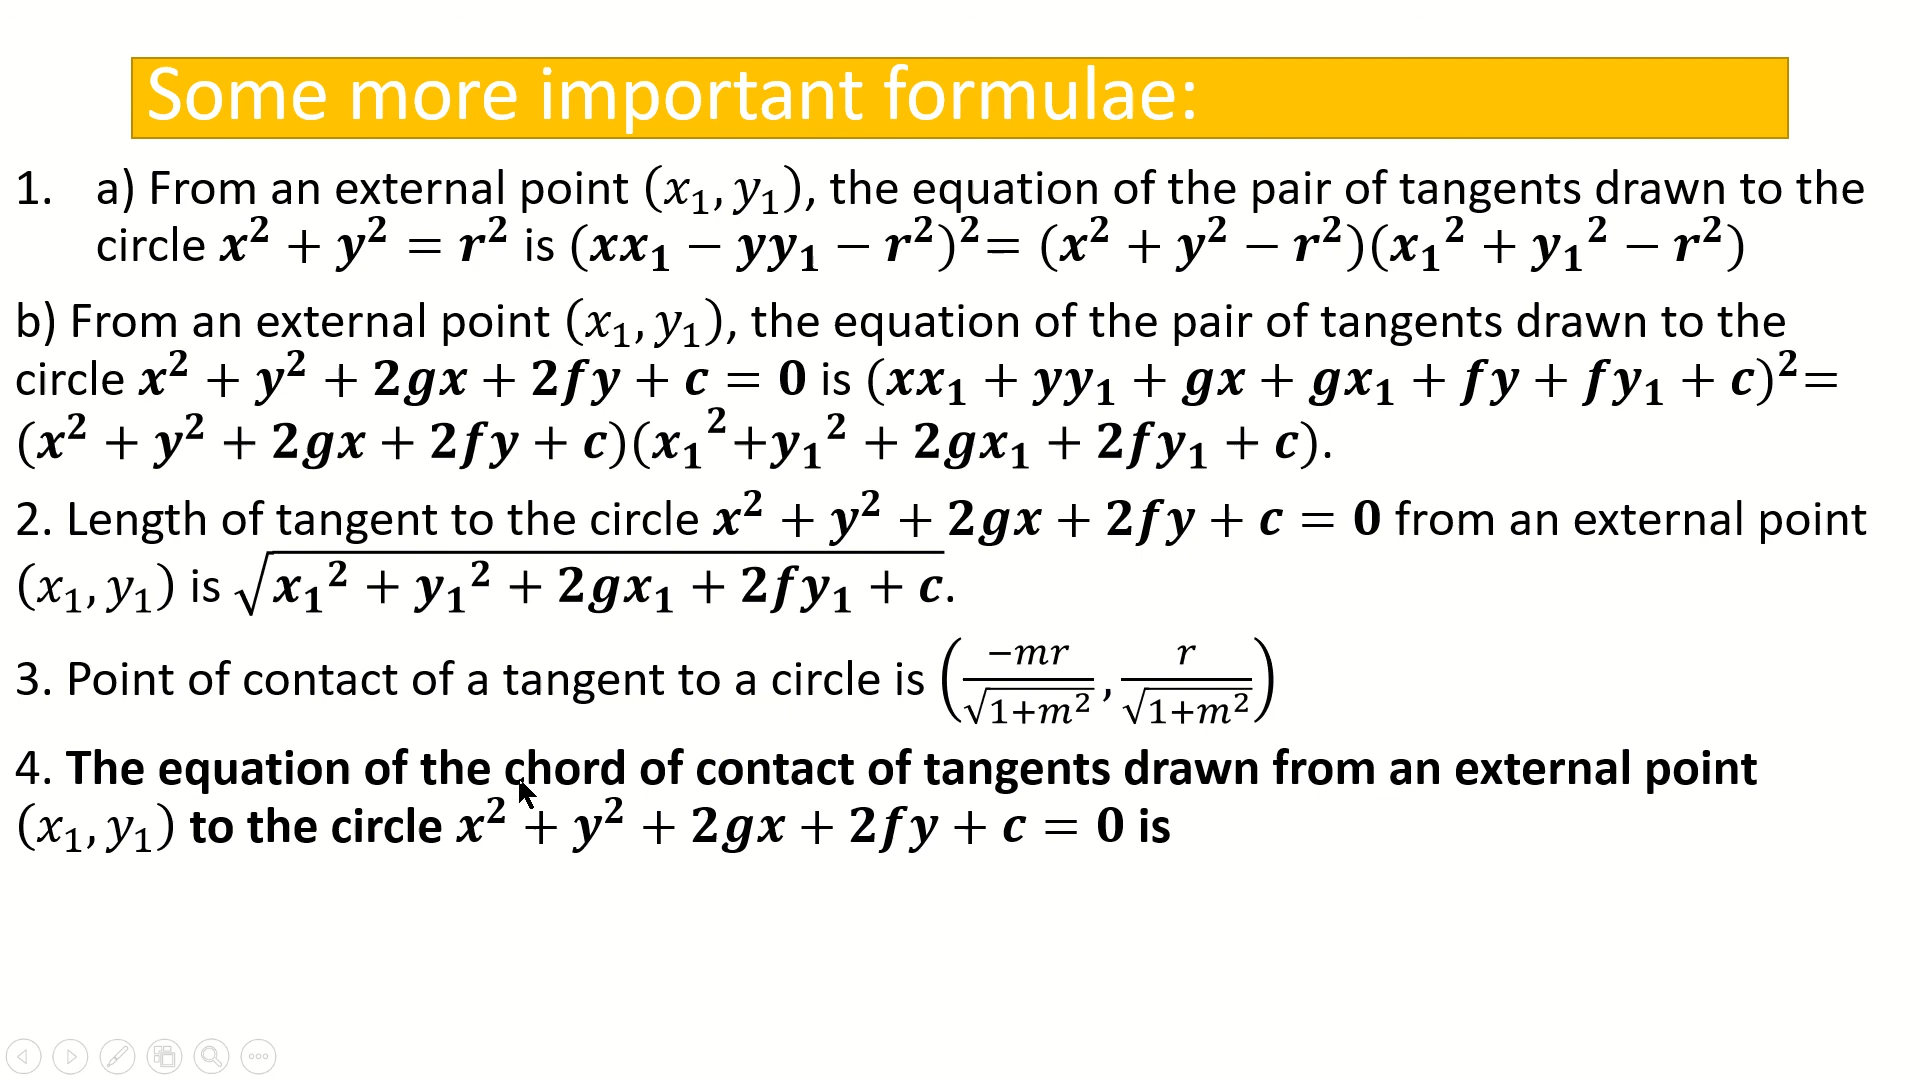 Some more important formulae:
1. a) From an external point (x₁, y₁), the equation of the pair of tangents drawn to the
circle x² + y² = r² is (xx₁ − yy₁ − r²)²= (x² + y² − r²)(x₁² + y₁² − r²)
b) From an external point (x₁, y₁), the equation of the pair of tangents drawn to the
circle x² + y² + 2gx + 2fy + c = 0 is (xx₁ + yy₁ + gx + gx₁ + fy + fy₁ + c)²=
(x² + y² + 2gx + 2fy + c)(x₁²+y₁² + 2gx₁ + 2fy₁ + c).
2. Length of tangent to the circle x² + y² + 2gx + 2fy + c = 0 from an external point
(x₁, y₁) is √(x₁² + y₁² + 2gx₁ + 2fy₁ + c).
3. Point of contact of a tangent to a circle is (−mr/√(1+m²), r/√(1+m²))
4. The equation of the chord of contact of tangents drawn from an external point
(x₁, y₁) to the circle x² + y² + 2gx + 2fy + c = 0 is